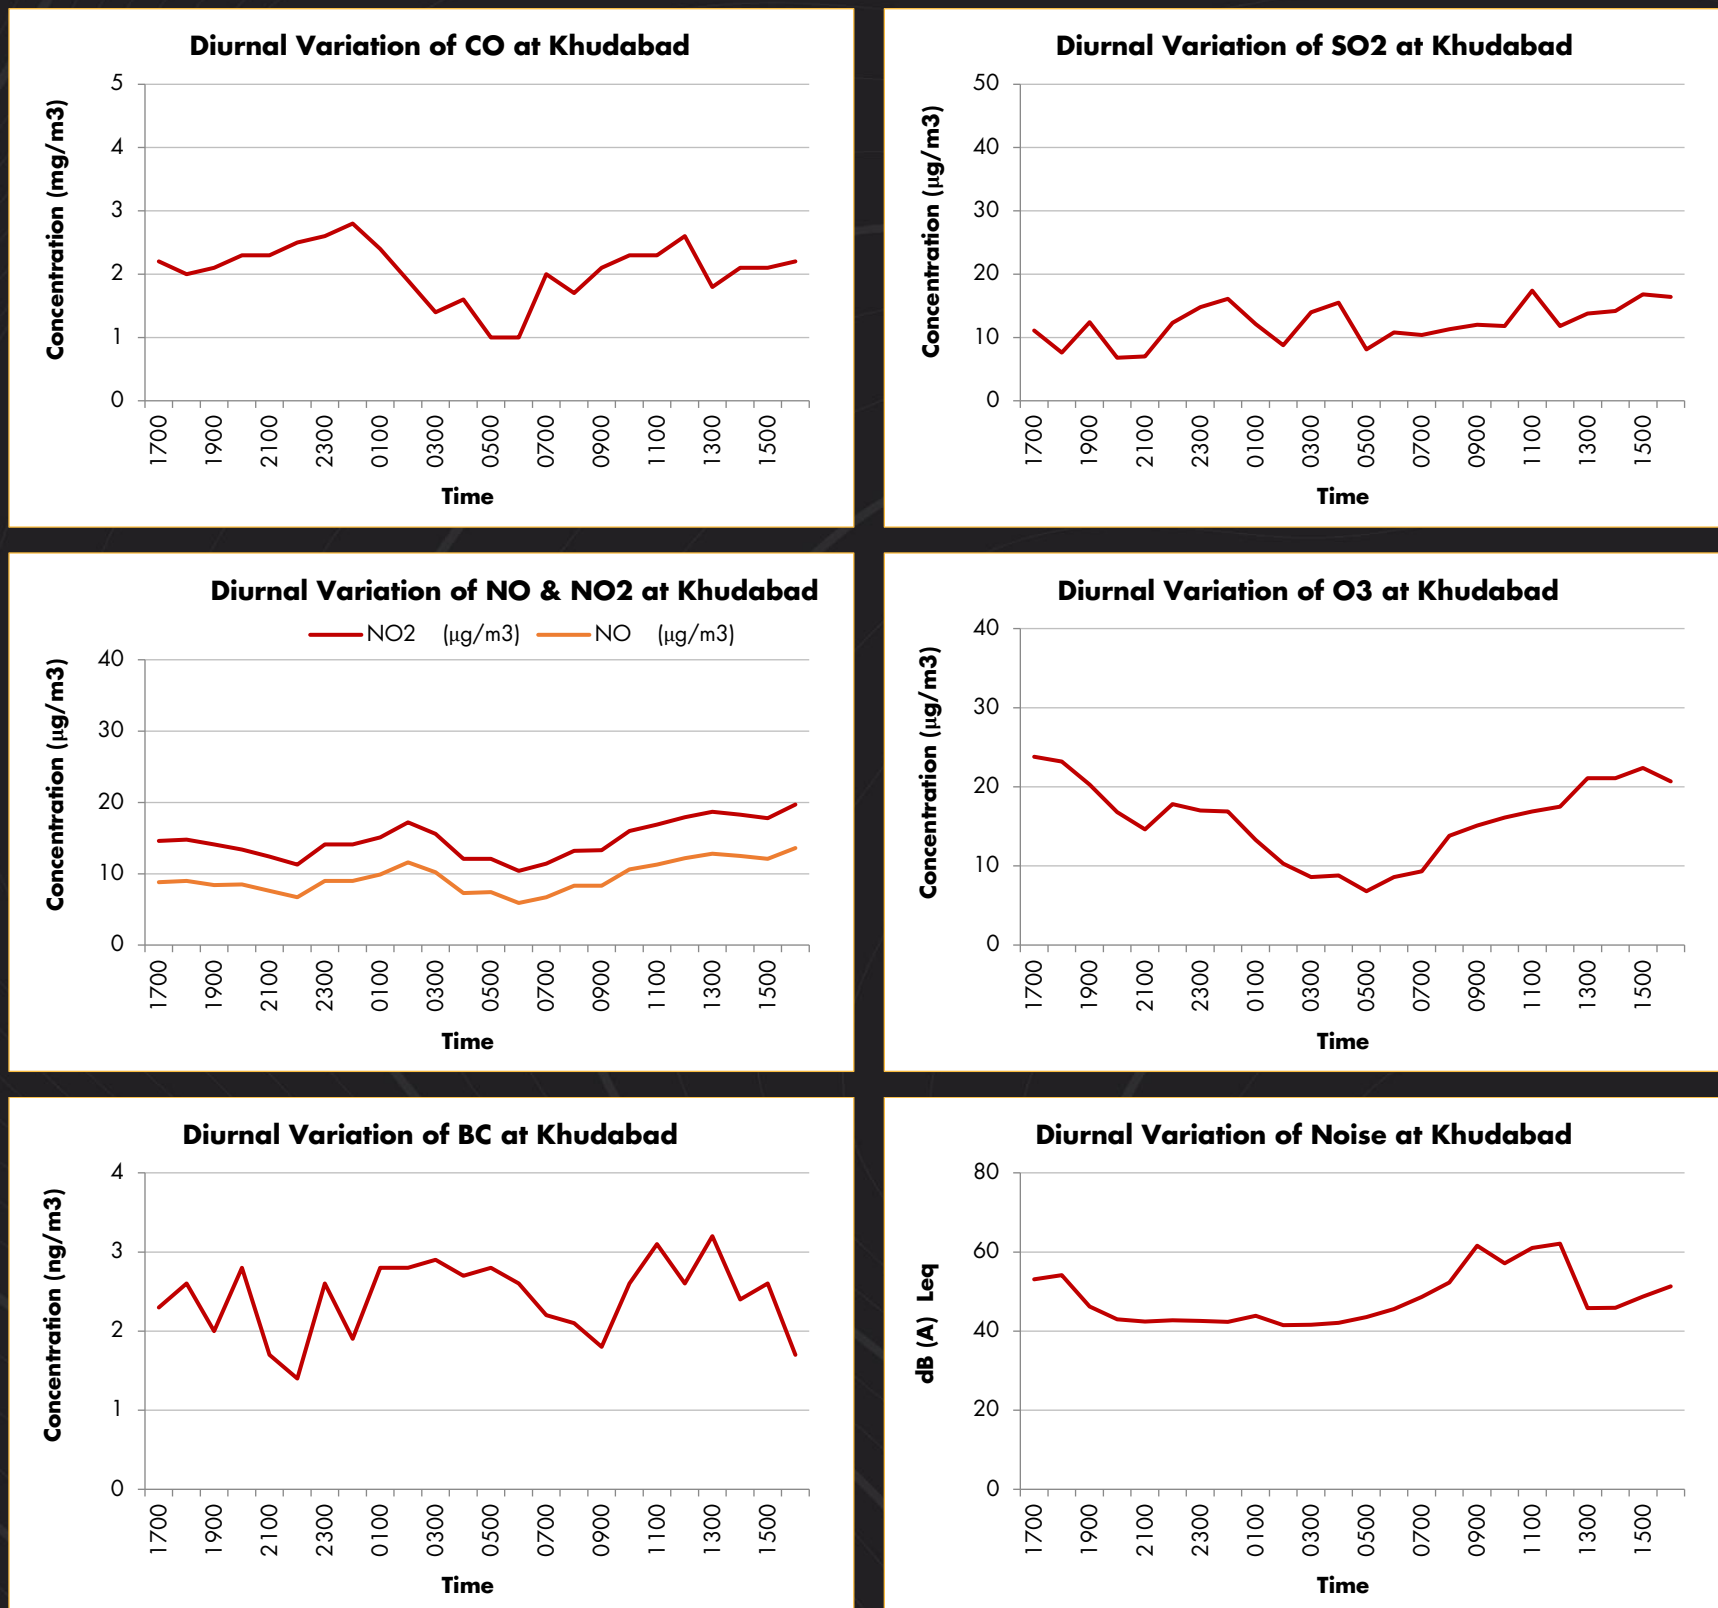 Diurnal Variation of CO at Khudabad
Concentration (mg/m3)
5
4
3
2
1
0
1700 1900 2100 2300 0100 0300 0500 0700 0900 1100 1300 1500
Time
Diurnal Variation of SO2 at Khudabad
Concentration (µg/m3)
50
40
30
20
10
0
1700 1900 2100 2300 0100 0300 0500 0700 0900 1100 1300 1500
Time
Diurnal Variation of NO & NO2 at Khudabad
NO2 (µg/m3) NO (µg/m3)
Concentration (µg/m3)
40
30
20
10
0
1700 1900 2100 2300 0100 0300 0500 0700 0900 1100 1300 1500
Time
Diurnal Variation of O3 at Khudabad
Concentration (µg/m3)
40
30
20
10
0
1700 1900 2100 2300 0100 0300 0500 0700 0900 1100 1300 1500
Time
Diurnal Variation of BC at Khudabad
Concentration (ng/m3)
4
3
2
1
0
1700 1900 2100 2300 0100 0300 0500 0700 0900 1100 1300 1500
Time
Diurnal Variation of Noise at Khudabad
dB (A) Leq
80
60
40
20
0
1700 1900 2100 2300 0100 0300 0500 0700 0900 1100 1300 1500
Time